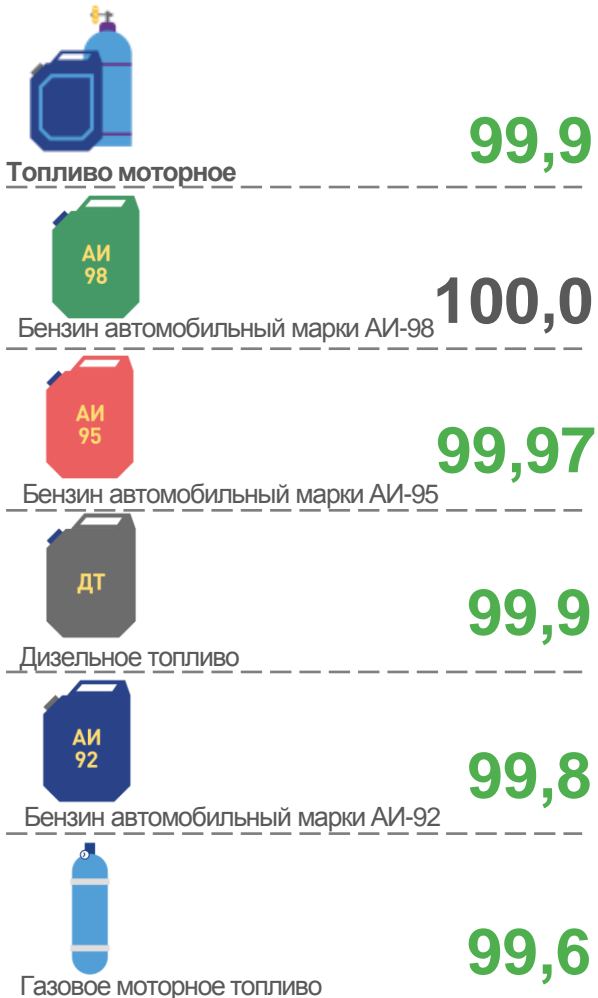 99,9
Топливо моторное
АИ
98
100,0
Бензин автомобильный марки АИ-98
АИ
95
99,97
Бензин автомобильный марки АИ-95
ДТ
99,9
Дизельное топливо
АИ
92
99,8
Бензин автомобильный марки АИ-92
99,6
Газовое моторное топливо